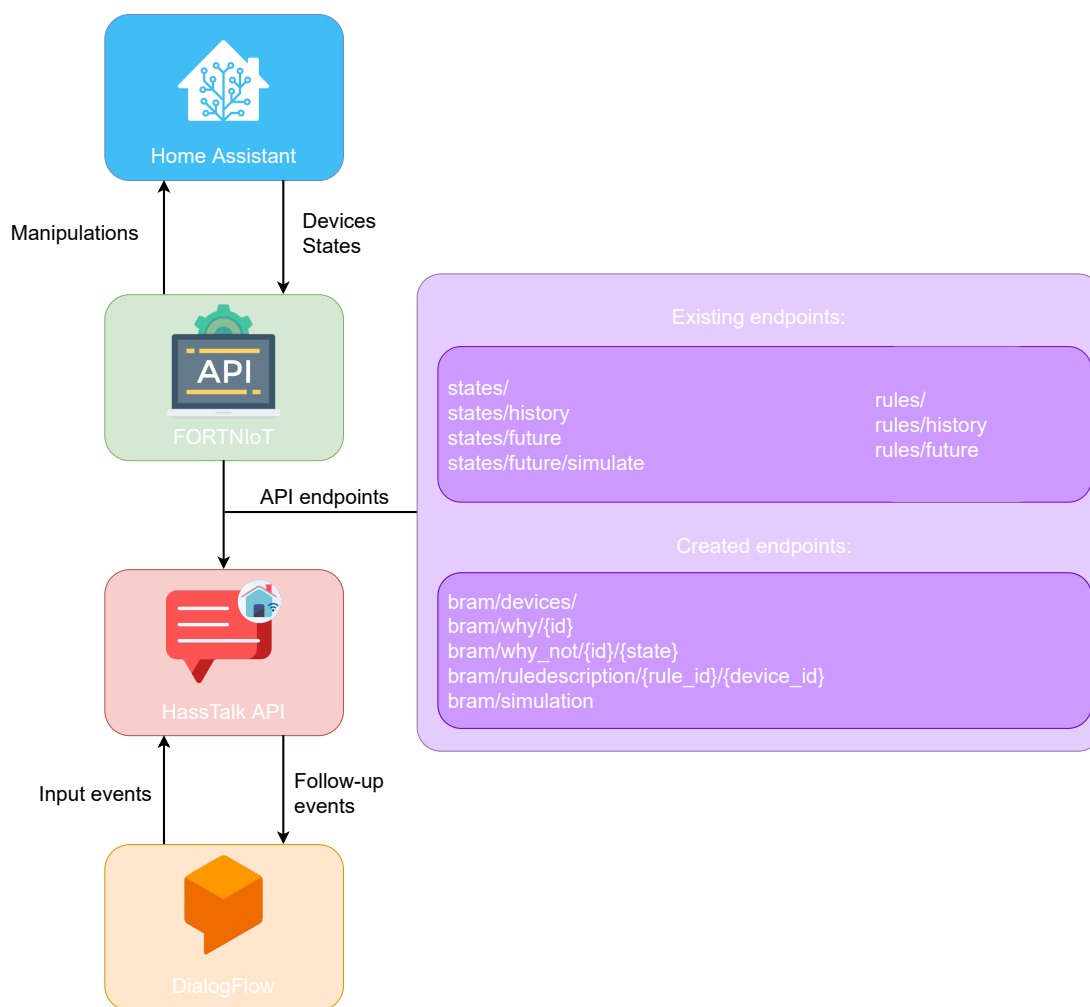 Home Assistant
Manipulations
Devices
States
API
FORTNIoT
API endpoints
Existing endpoints:
states/
states/history
states/future
states/future/simulate
rules/
rules/history
rules/future
Created endpoints:
bram/devices/
bram/why/{id}
bram/why_not/{id}/{state}
bram/ruledescription/{rule_id}/{device_id}
bram/simulation
HassTalk API
Input events
Follow-up
events
DialogFlow